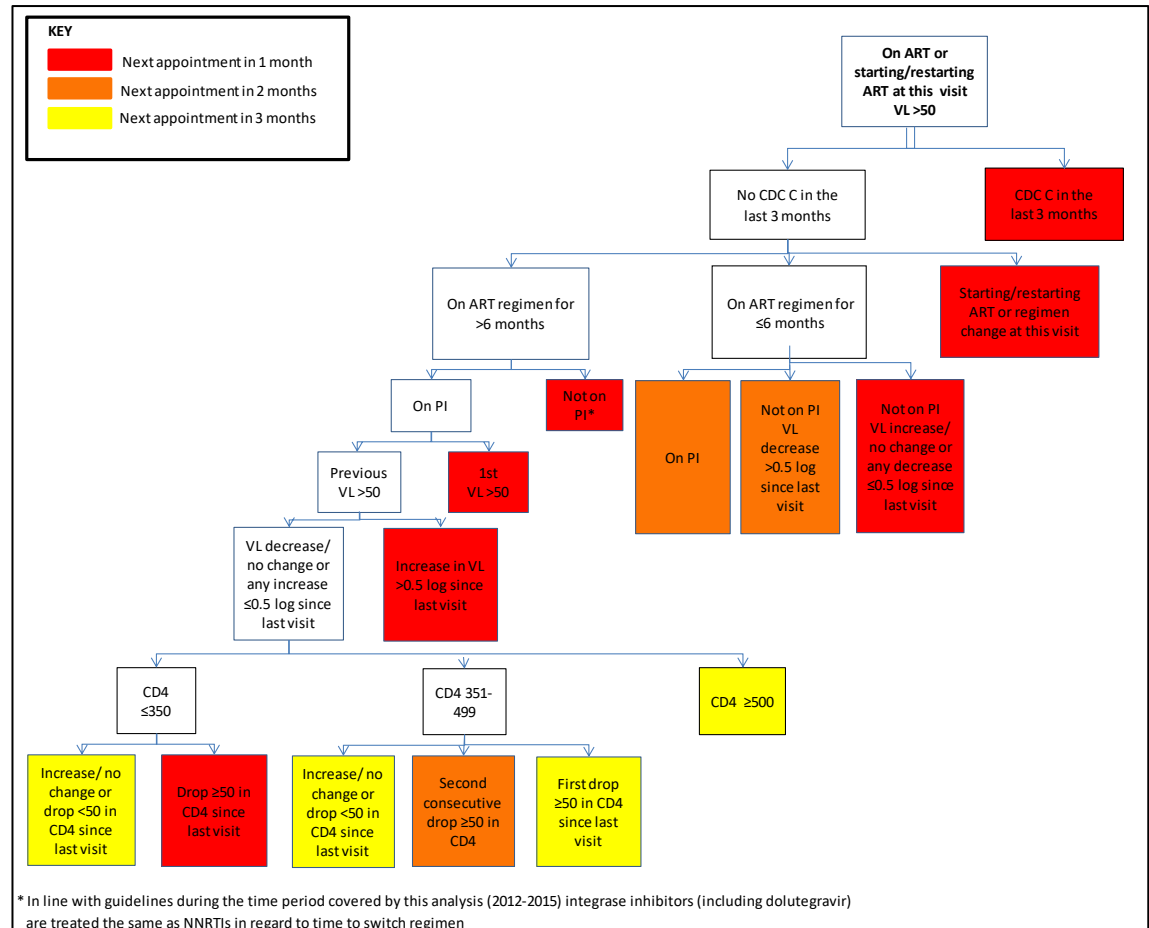 KEY
Next appointment in 1 month
Next appointment in 2 months
Next appointment in 3 months
On ART or
starting/restarting
ART at this visit
VL >50
No CDC C in the
last 3 months
CDC C in the
last 3 months
On ART regimen for
>6 months
On ART regimen for
≤6 months
Starting/restarting
ART or regimen
change at this visit
On PI
Not on
PI*
On PI
Not on PI
VL
decrease
>0.5 log
since last
visit
Not on PI
VL increase/
no change or
any decrease
≤0.5 log since
last visit
Previous
VL >50
1st
VL >50
VL decrease/
no change or
any increase
≤0.5 log since
last visit
Increase in VL
>0.5 log since
last visit
CD4
≤350
CD4 351-
499
CD4 ≥500
Increase/ no
change or
drop <50 in
CD4 since
last visit
Drop ≥50 in
CD4 since
last visit
Increase/ no
change or
drop <50 in
CD4 since
last visit
Second
consecutive
drop ≥50 in
CD4
First drop
≥50 in CD4
since last
visit
* In line with guidelines during the time period covered by this analysis (2012-2015) integrase inhibitors (including dolutegravir)
are treated the same as NNRTIs in regard to time to switch regimen